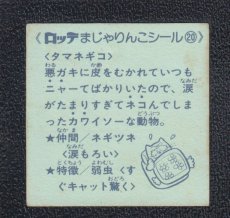 《ロッテ まじゃりんこシール⑳》
〈タマネギコ〉
悪ガキに皮をむかれていつも
ニャーてばかりいたので、涙
がたまりすぎてネコんでしま
ったカワイソーな動物。
★仲間／ネギツネ
〈涙もろい〉
★特徴／弱虫くす
〈"キャット驚く〉